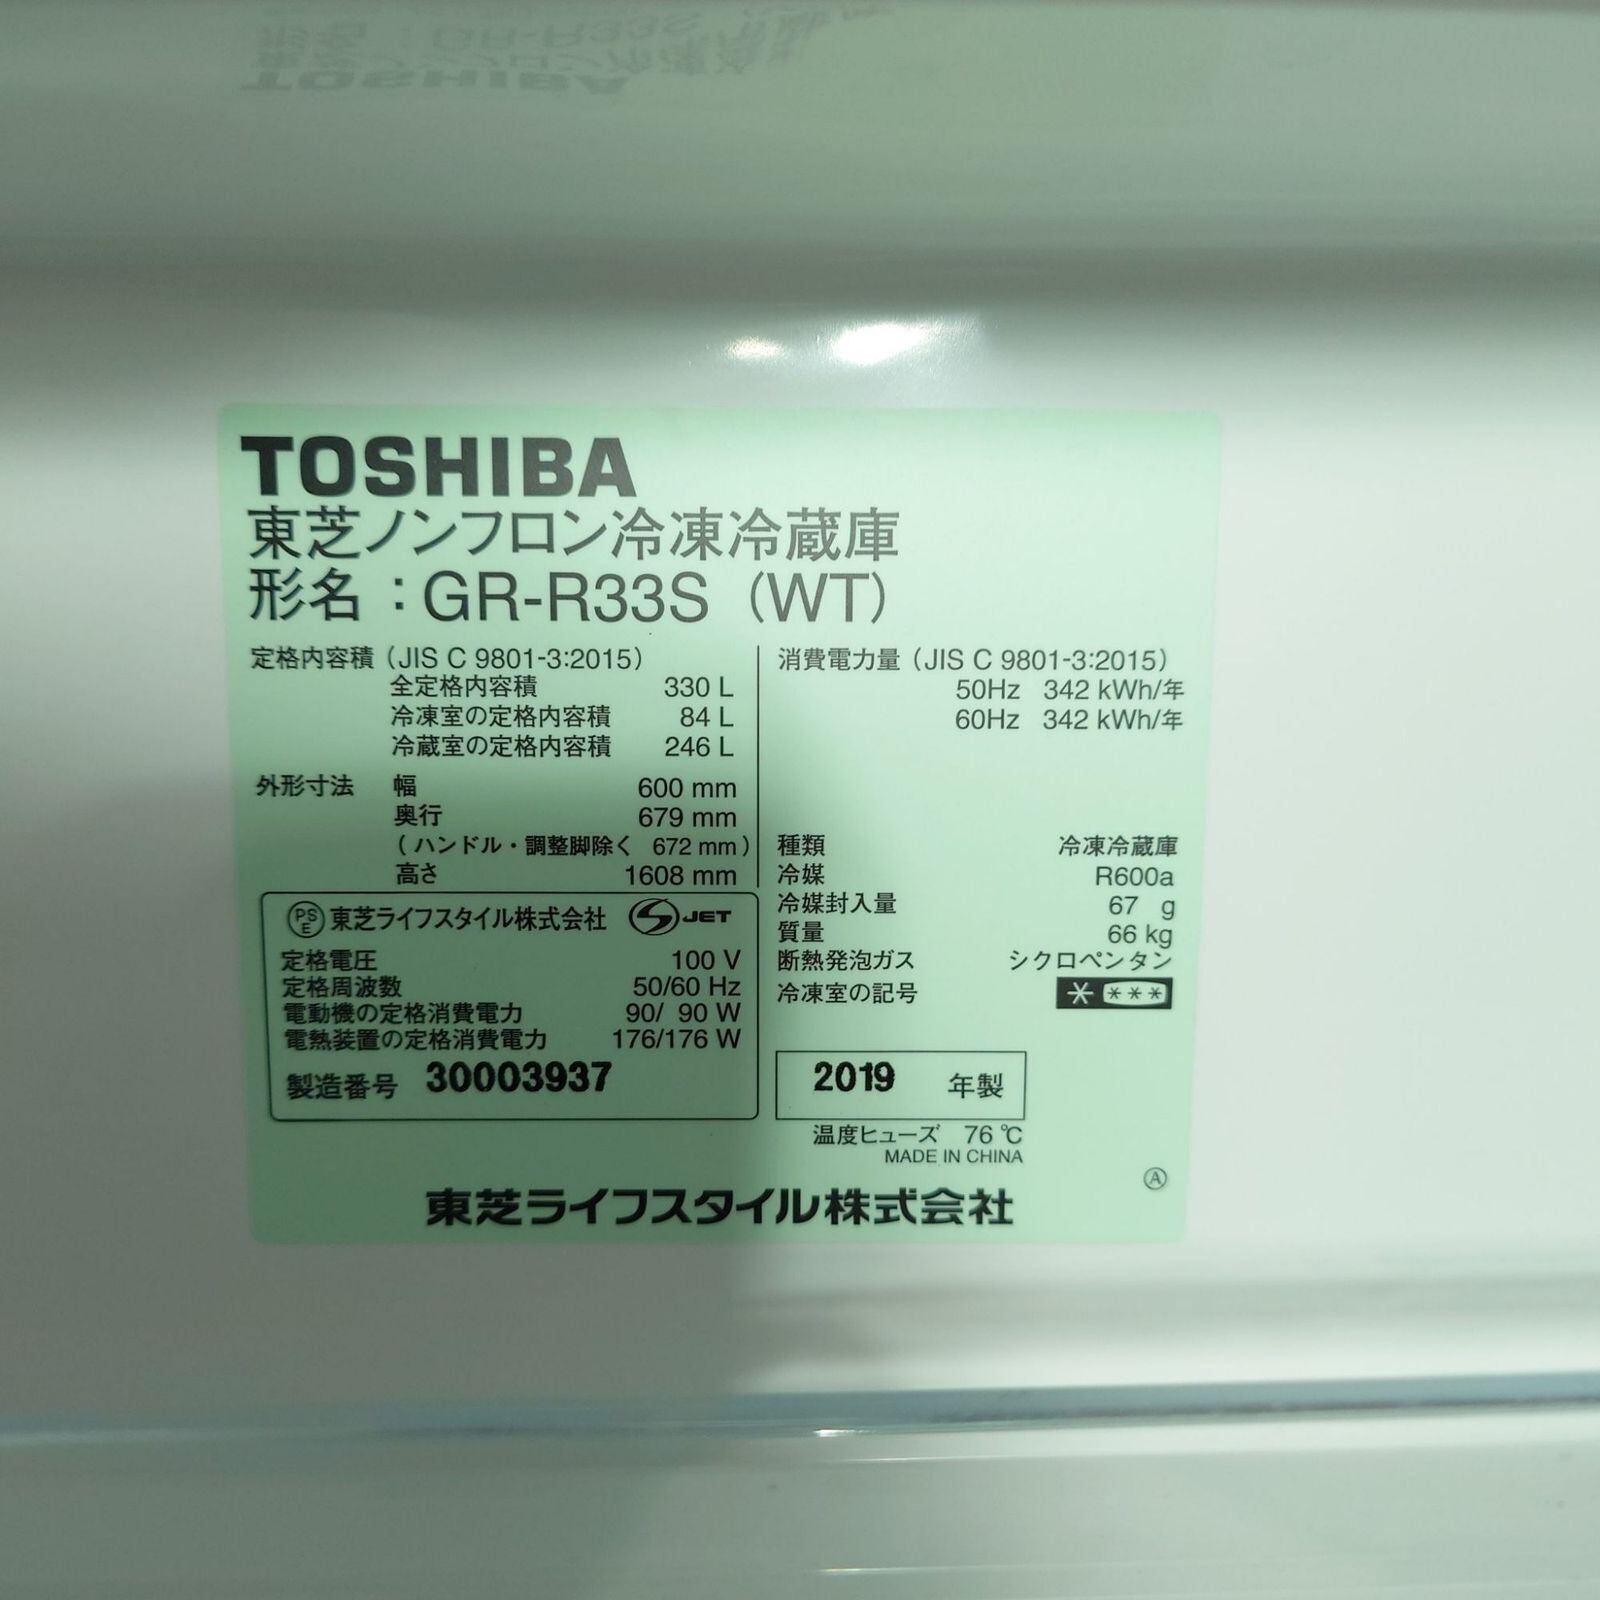 TOSHIBA
東芝ノンフロン冷凍冷蔵庫
形名：GR-R33S (WT)
定格内容積 (JIS C 9801-3:2015)
全定格内容積 330 L
冷凍室の定格内容積 84 L
冷蔵室の定格内容積 246 L
外形寸法 幅 600 mm
奥行 679 mm
(ハンドル・調整脚除く 672 mm)
高さ 1608 mm
PS E 東芝ライフスタイル株式会社 S JET
定格電圧 100 V
定格周波数 50/60 Hz
電動機の定格消費電力 90/ 90 W
電熱装置の定格消費電力 176/176 W
製造番号 30003937
消費電力量 (JIS C 9801-3:2015)
50Hz 342 kWh/年
60Hz 342 kWh/年
種類 冷凍冷蔵庫
冷媒 R600a
冷媒封入量 67 g
質量 66 kg
断熱発泡ガス シクロペンタン
冷凍室の記号 * ***
2019 年製
温度ヒューズ 76 ℃
MADE IN CHINA
Ⓐ
東芝ライフスタイル株式会社